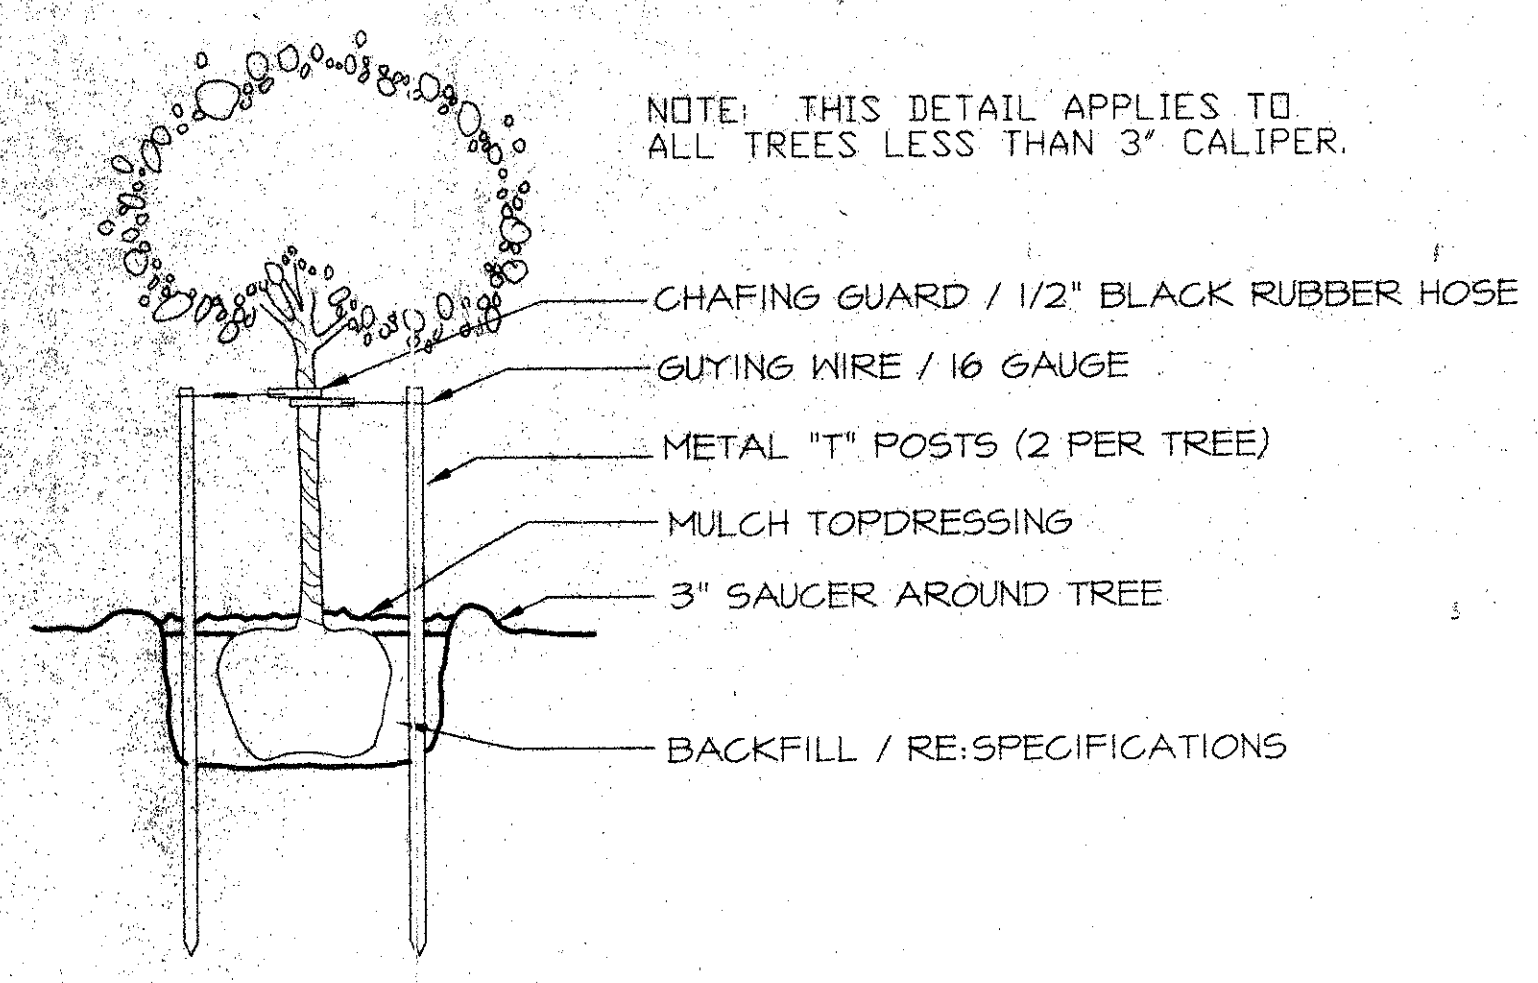 NOTE: THIS DETAIL APPLIES TO
ALL TREES LESS THAN 3" CALIPER.
CHAFING GUARD / 1/2" BLACK RUBBER HOSE
GUYING WIRE / 16 GAUGE
METAL "T" POSTS (2 PER TREE)
MULCH TOPDRESSING
3" SAUCER AROUND TREE
BACKFILL / RE:SPECIFICATIONS